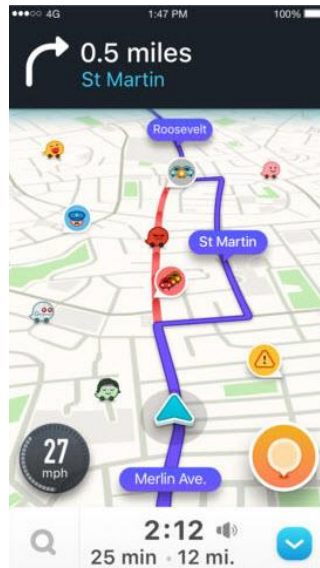 4G 1:47 PM 100%
0.5 miles
St Martin
Roosevelt
St Martin
27
mph
Merlin Ave.
2:12
25 min • 12 mi.